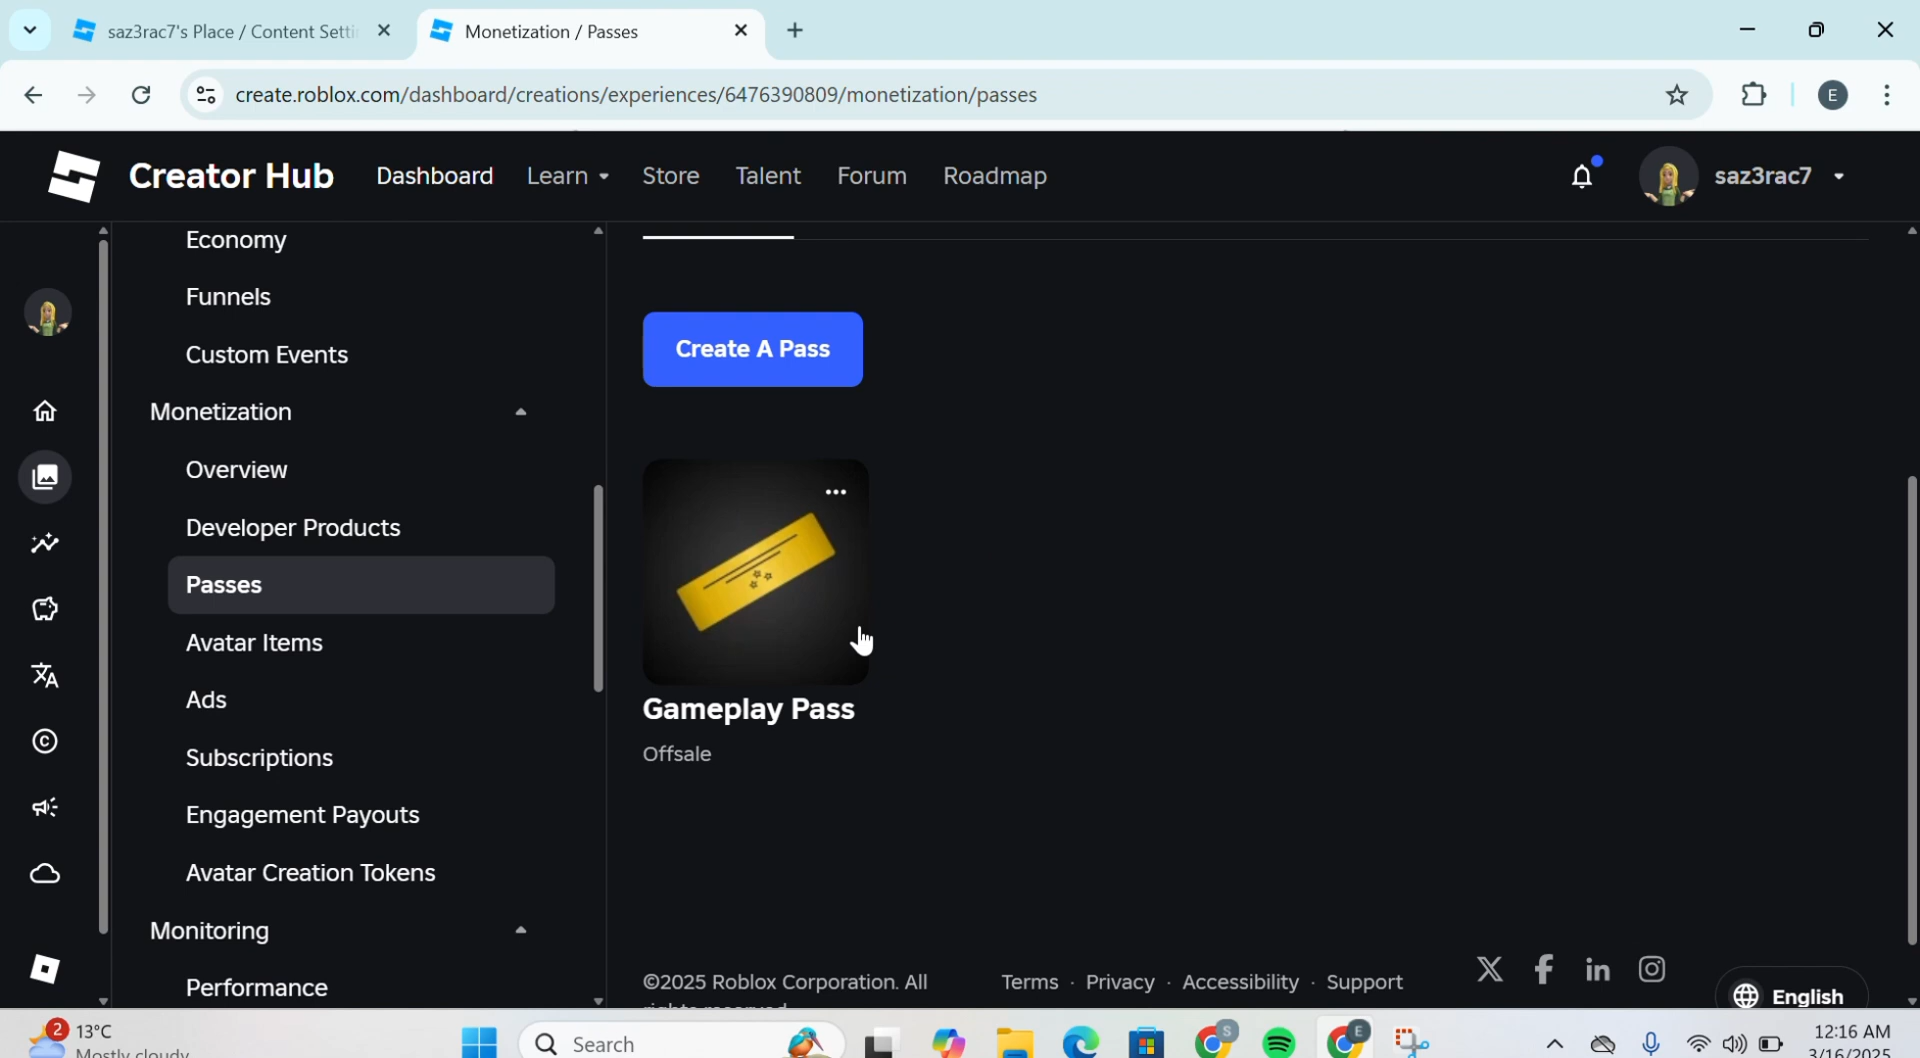 saz3rac7's Place / Content Setti
Monetization / Passes
create.roblox.com/dashboard/creations/experiences/6476390809/monetization/passes
E
Creator Hub
Dashboard
Learn
Store
Talent
Forum
Roadmap
saz3rac7
Economy
Funnels
Custom Events
Monetization
Overview
Developer Products
Passes
Avatar Items
Ads
Subscriptions
Engagement Payouts
Avatar Creation Tokens
Monitoring
Performance
Create A Pass
Gameplay Pass
Offsale
©2025 Roblox Corporation. All
rights reserved
Terms · Privacy · Accessibility · Support
English
2
13°C
Mostly cloudy
Search
S
E
12:16 AM
3/16/2025